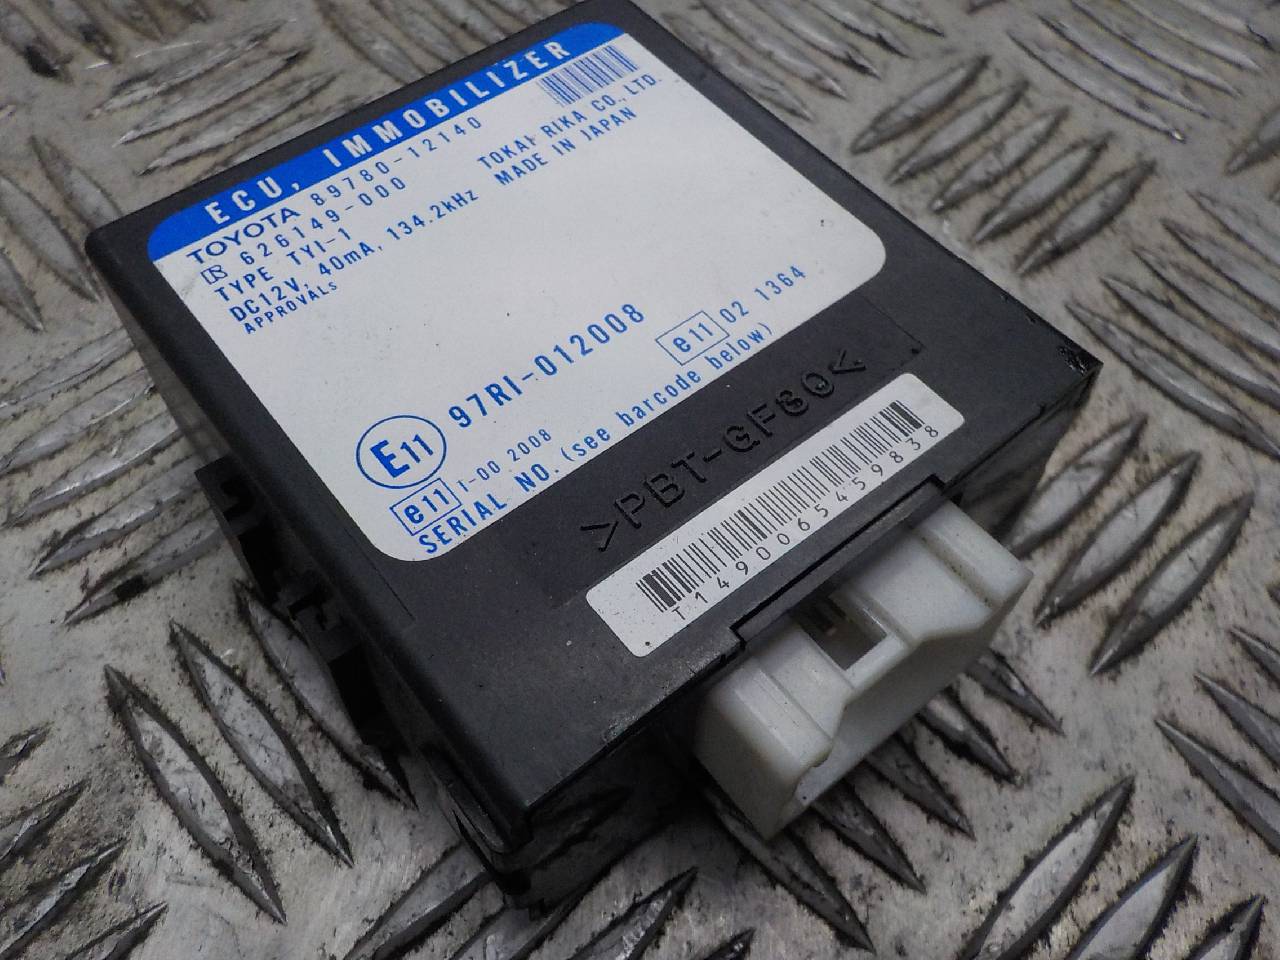 ECU, IMMOBILIZER
TOYOTA 89780-12140
626149-000 TOKAI RIKA CO., LTD.
TYPE TYI-1 MADE IN JAPAN
DC12V, 40mA, 134.2kHz
APPROVALS
E11 97RI-012008
e11 I-00 2008 e11 02 1364
SERIAL NO. (see barcode below)
>PBT-GF30<
T1490065459838